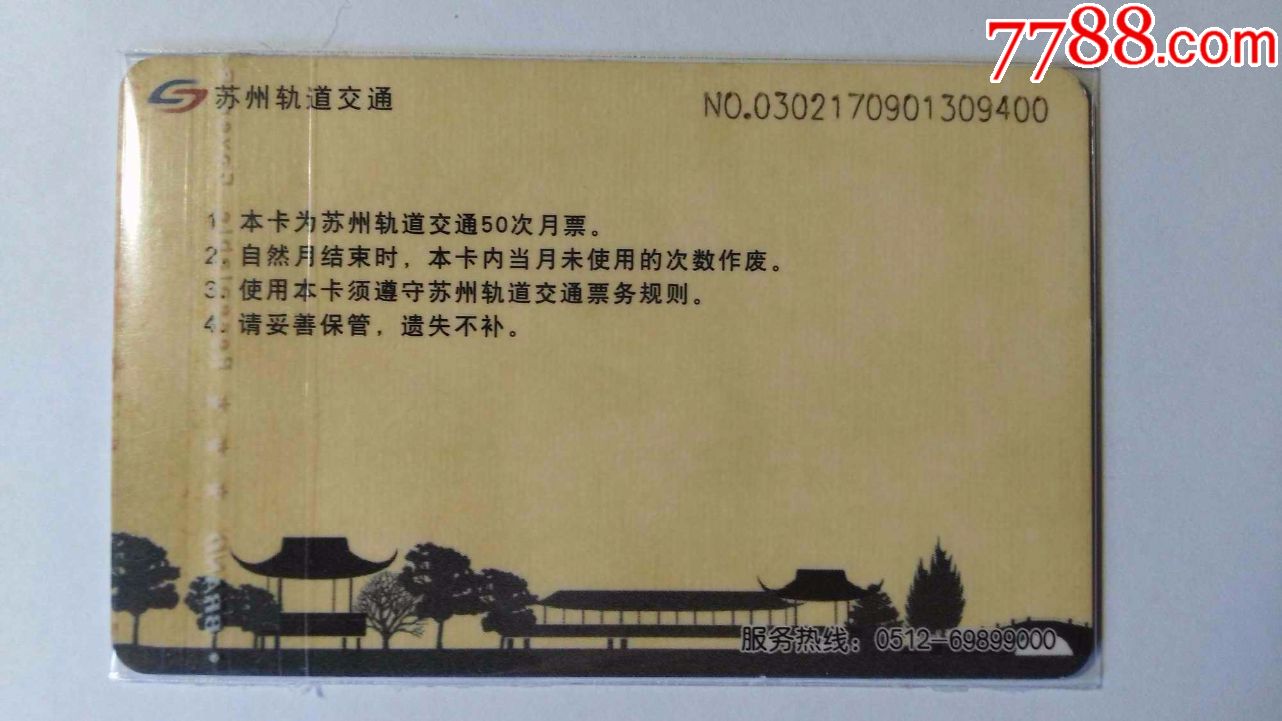 7788.com
苏州轨道交通
NO.0302170901309400
1. 本卡为苏州轨道交通50次月票。
2. 自然月结束时，本卡内当月未使用的次数作废。
3. 使用本卡须遵守苏州轨道交通票务规则。
4. 请妥善保管，遗失不补。
服务热线：0512-69899000